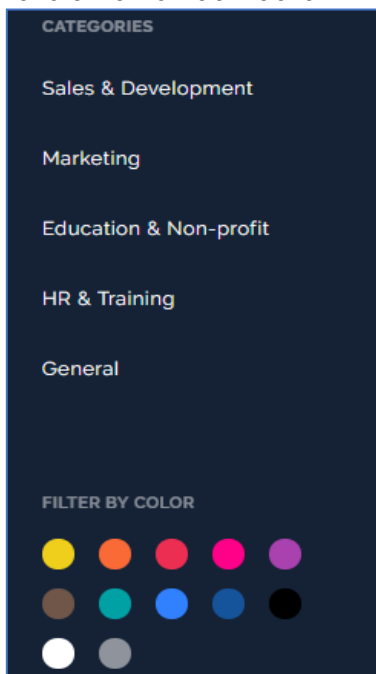 CATEGORIES
Sales & Development
Marketing
Education & Non-profit
HR & Training
General
FILTER BY COLOR